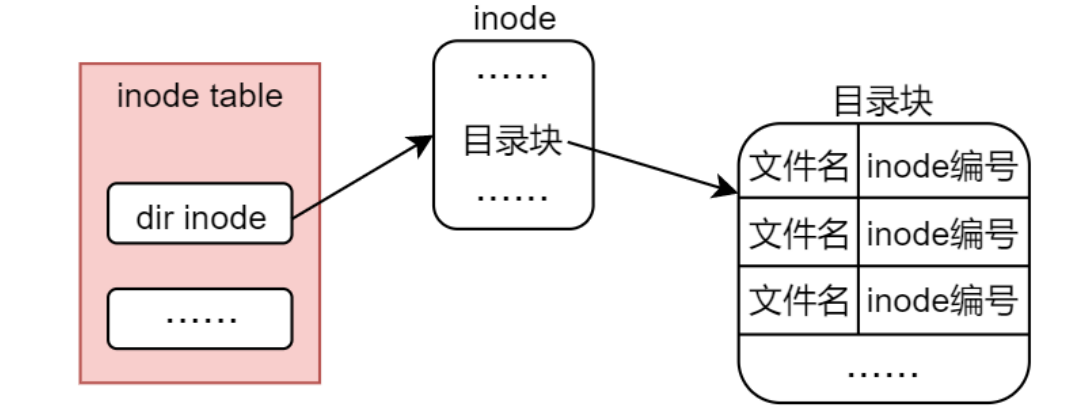 inode table
dir inode
……
inode
……
目录块
……
目录块
文件名 inode编号
文件名 inode编号
文件名 inode编号
……